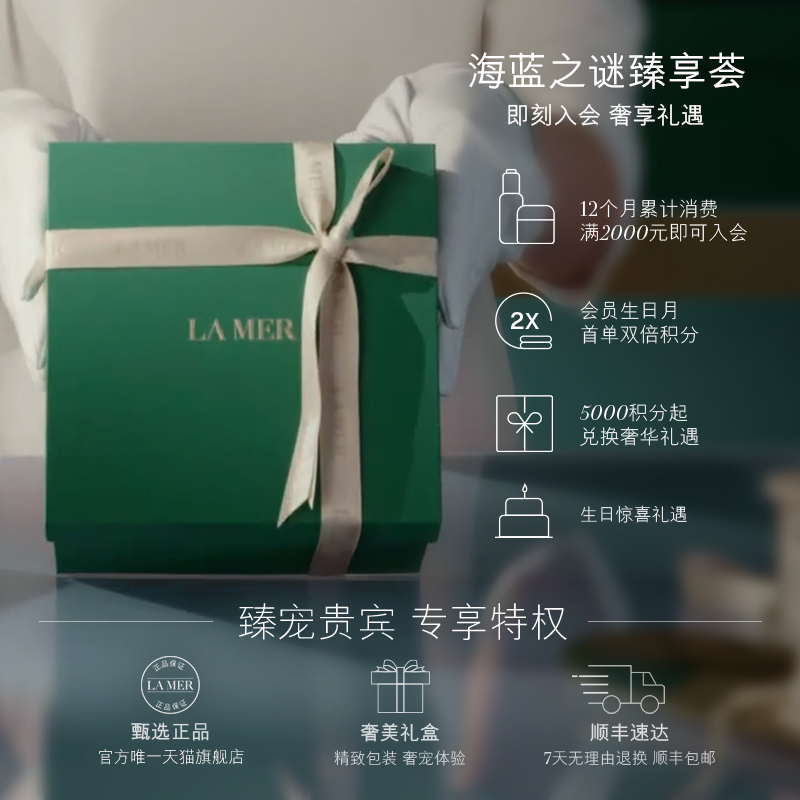 海蓝之谜臻享荟
即刻入会 奢享礼遇
12个月累计消费
满2000元即可入会
2X
会员生日月
首单双倍积分
LA MER
5000积分起
兑换奢华礼遇
生日惊喜礼遇
臻宠贵宾 专享特权
正品保证
LA MER
正品保证
甄选正品
官方唯一天猫旗舰店
奢美礼盒
精致包装 奢宠体验
顺丰速达
7天无理由退换 顺丰包邮